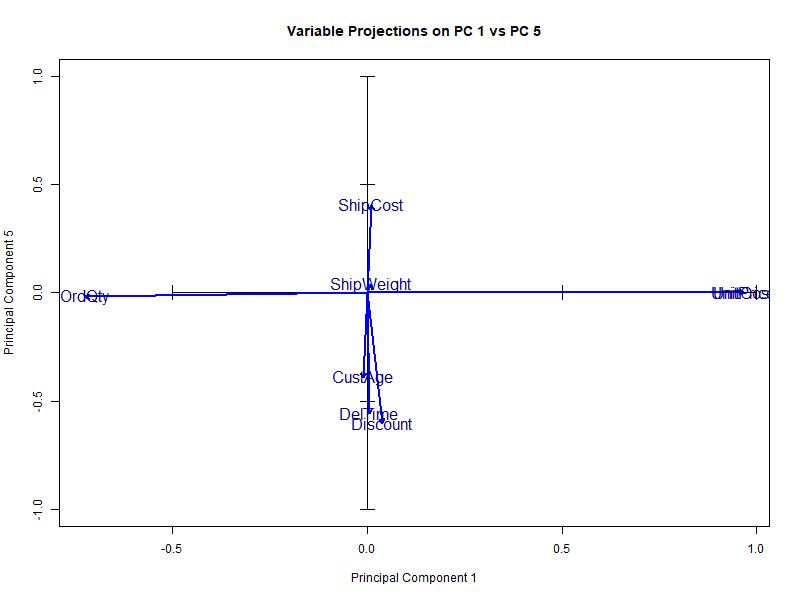 Variable Projections on PC 1 vs PC 5
Principal Component 5
1.0
0.5
0.0
-0.5
-1.0
ShipCost
ShipWeight
OrdQty
CustAge
DelTime
Discount
-0.5
0.0
0.5
1.0
Principal Component 1